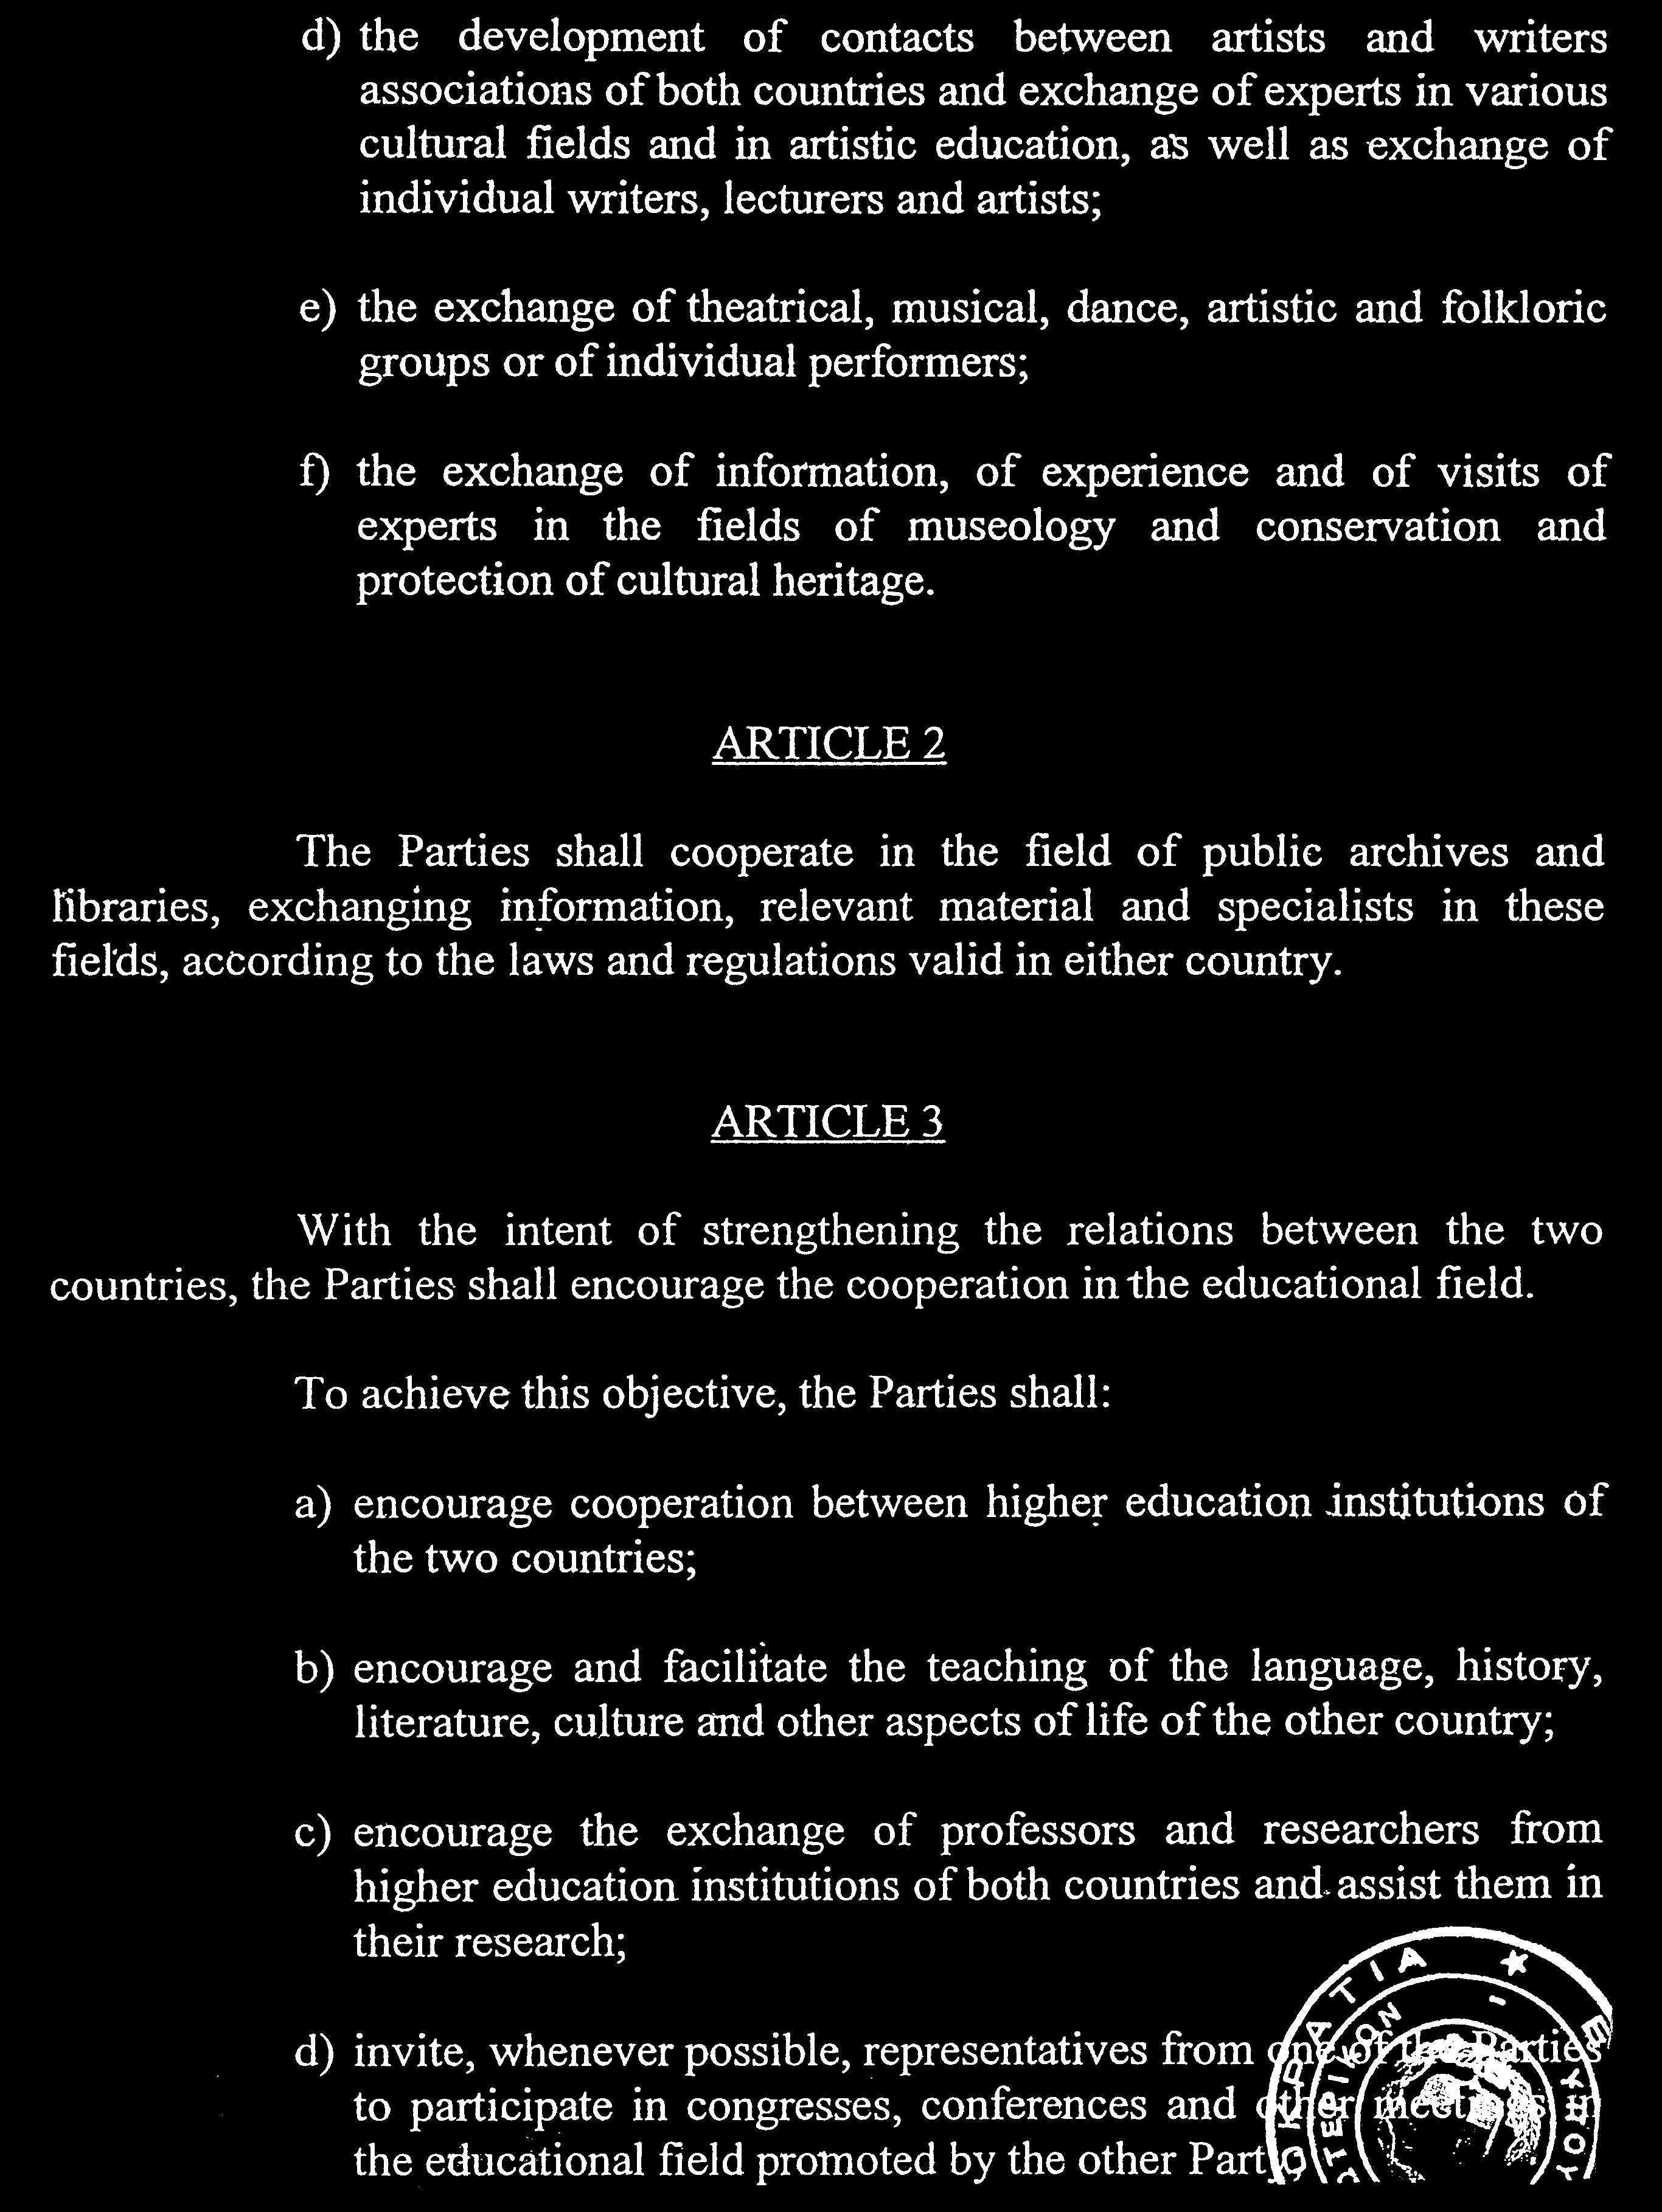 d) the development of contacts between artists and writers
associations of both countries and exchange of experts in various
cultural fields and in artistic education, as well as exchange of
individual writers, lecturers and artists;
e) the exchange of theatrical, musical, dance, artistic and folkloric
groups or of individual performers;
f) the exchange of information, of experience and of visits of
experts in the fields of museology and conservation and
protection of cultural heritage.
ARTICLE 2
The Parties shall cooperate in the field of public archives and
libraries, exchanging information, relevant material and specialists in these
fields, according to the laws and regulations valid in either country.
ARTICLE 3
With the intent of strengthening the relations between the two
countries, the Parties shall encourage the cooperation in the educational field.
To achieve this objective, the Parties shall:
a) encourage cooperation between higher education institutions of
the two countries;
b) encourage and facilitate the teaching of the language, history,
literature, culture and other aspects of life of the other country;
c) encourage the exchange of professors and researchers from
higher education institutions of both countries and assist them in
their research;
d) invite, whenever possible, representatives from one of the Parties
to participate in congresses, conferences and other meetings in
the educational field promoted by the other Party;